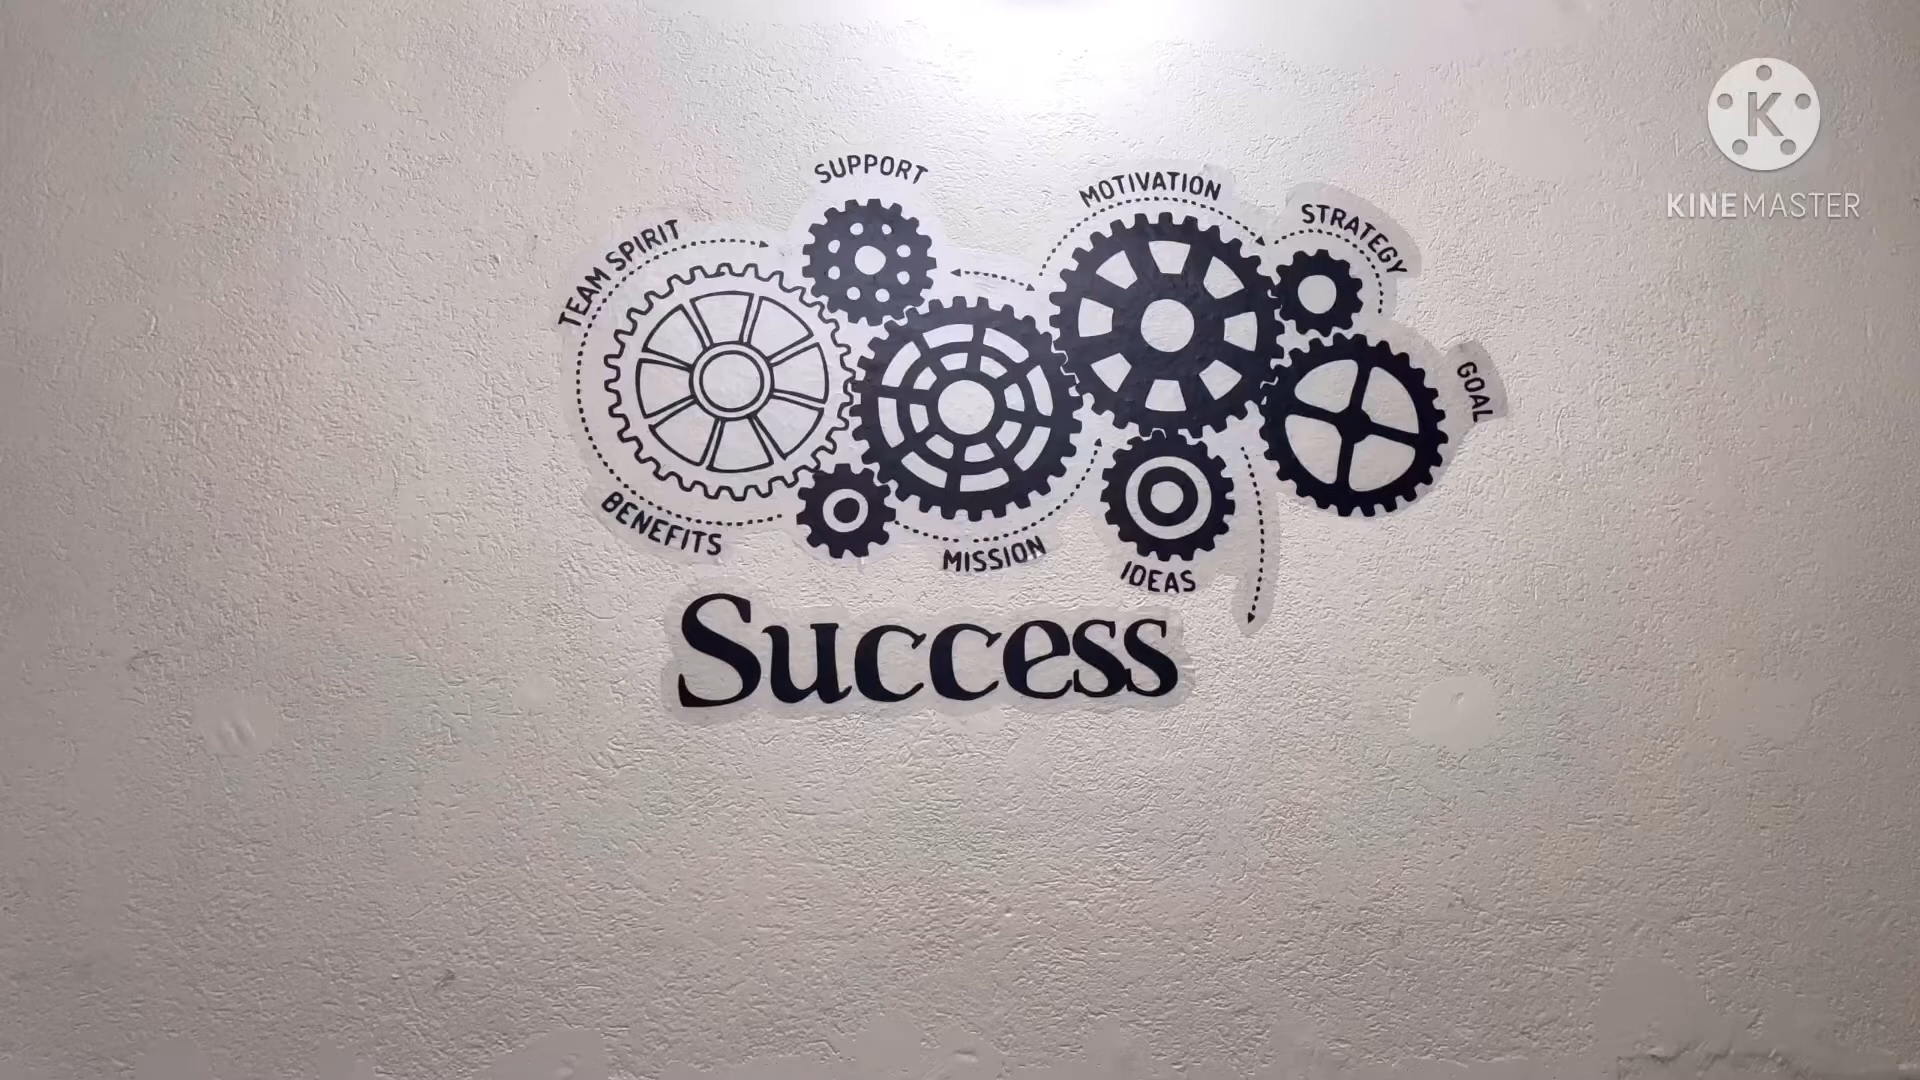 SUPPORT
MOTIVATION
STRATEGY
TEAM SPIRIT
GOAL
BENEFITS
MISSION
IDEAS
Success
K
KINEMASTER